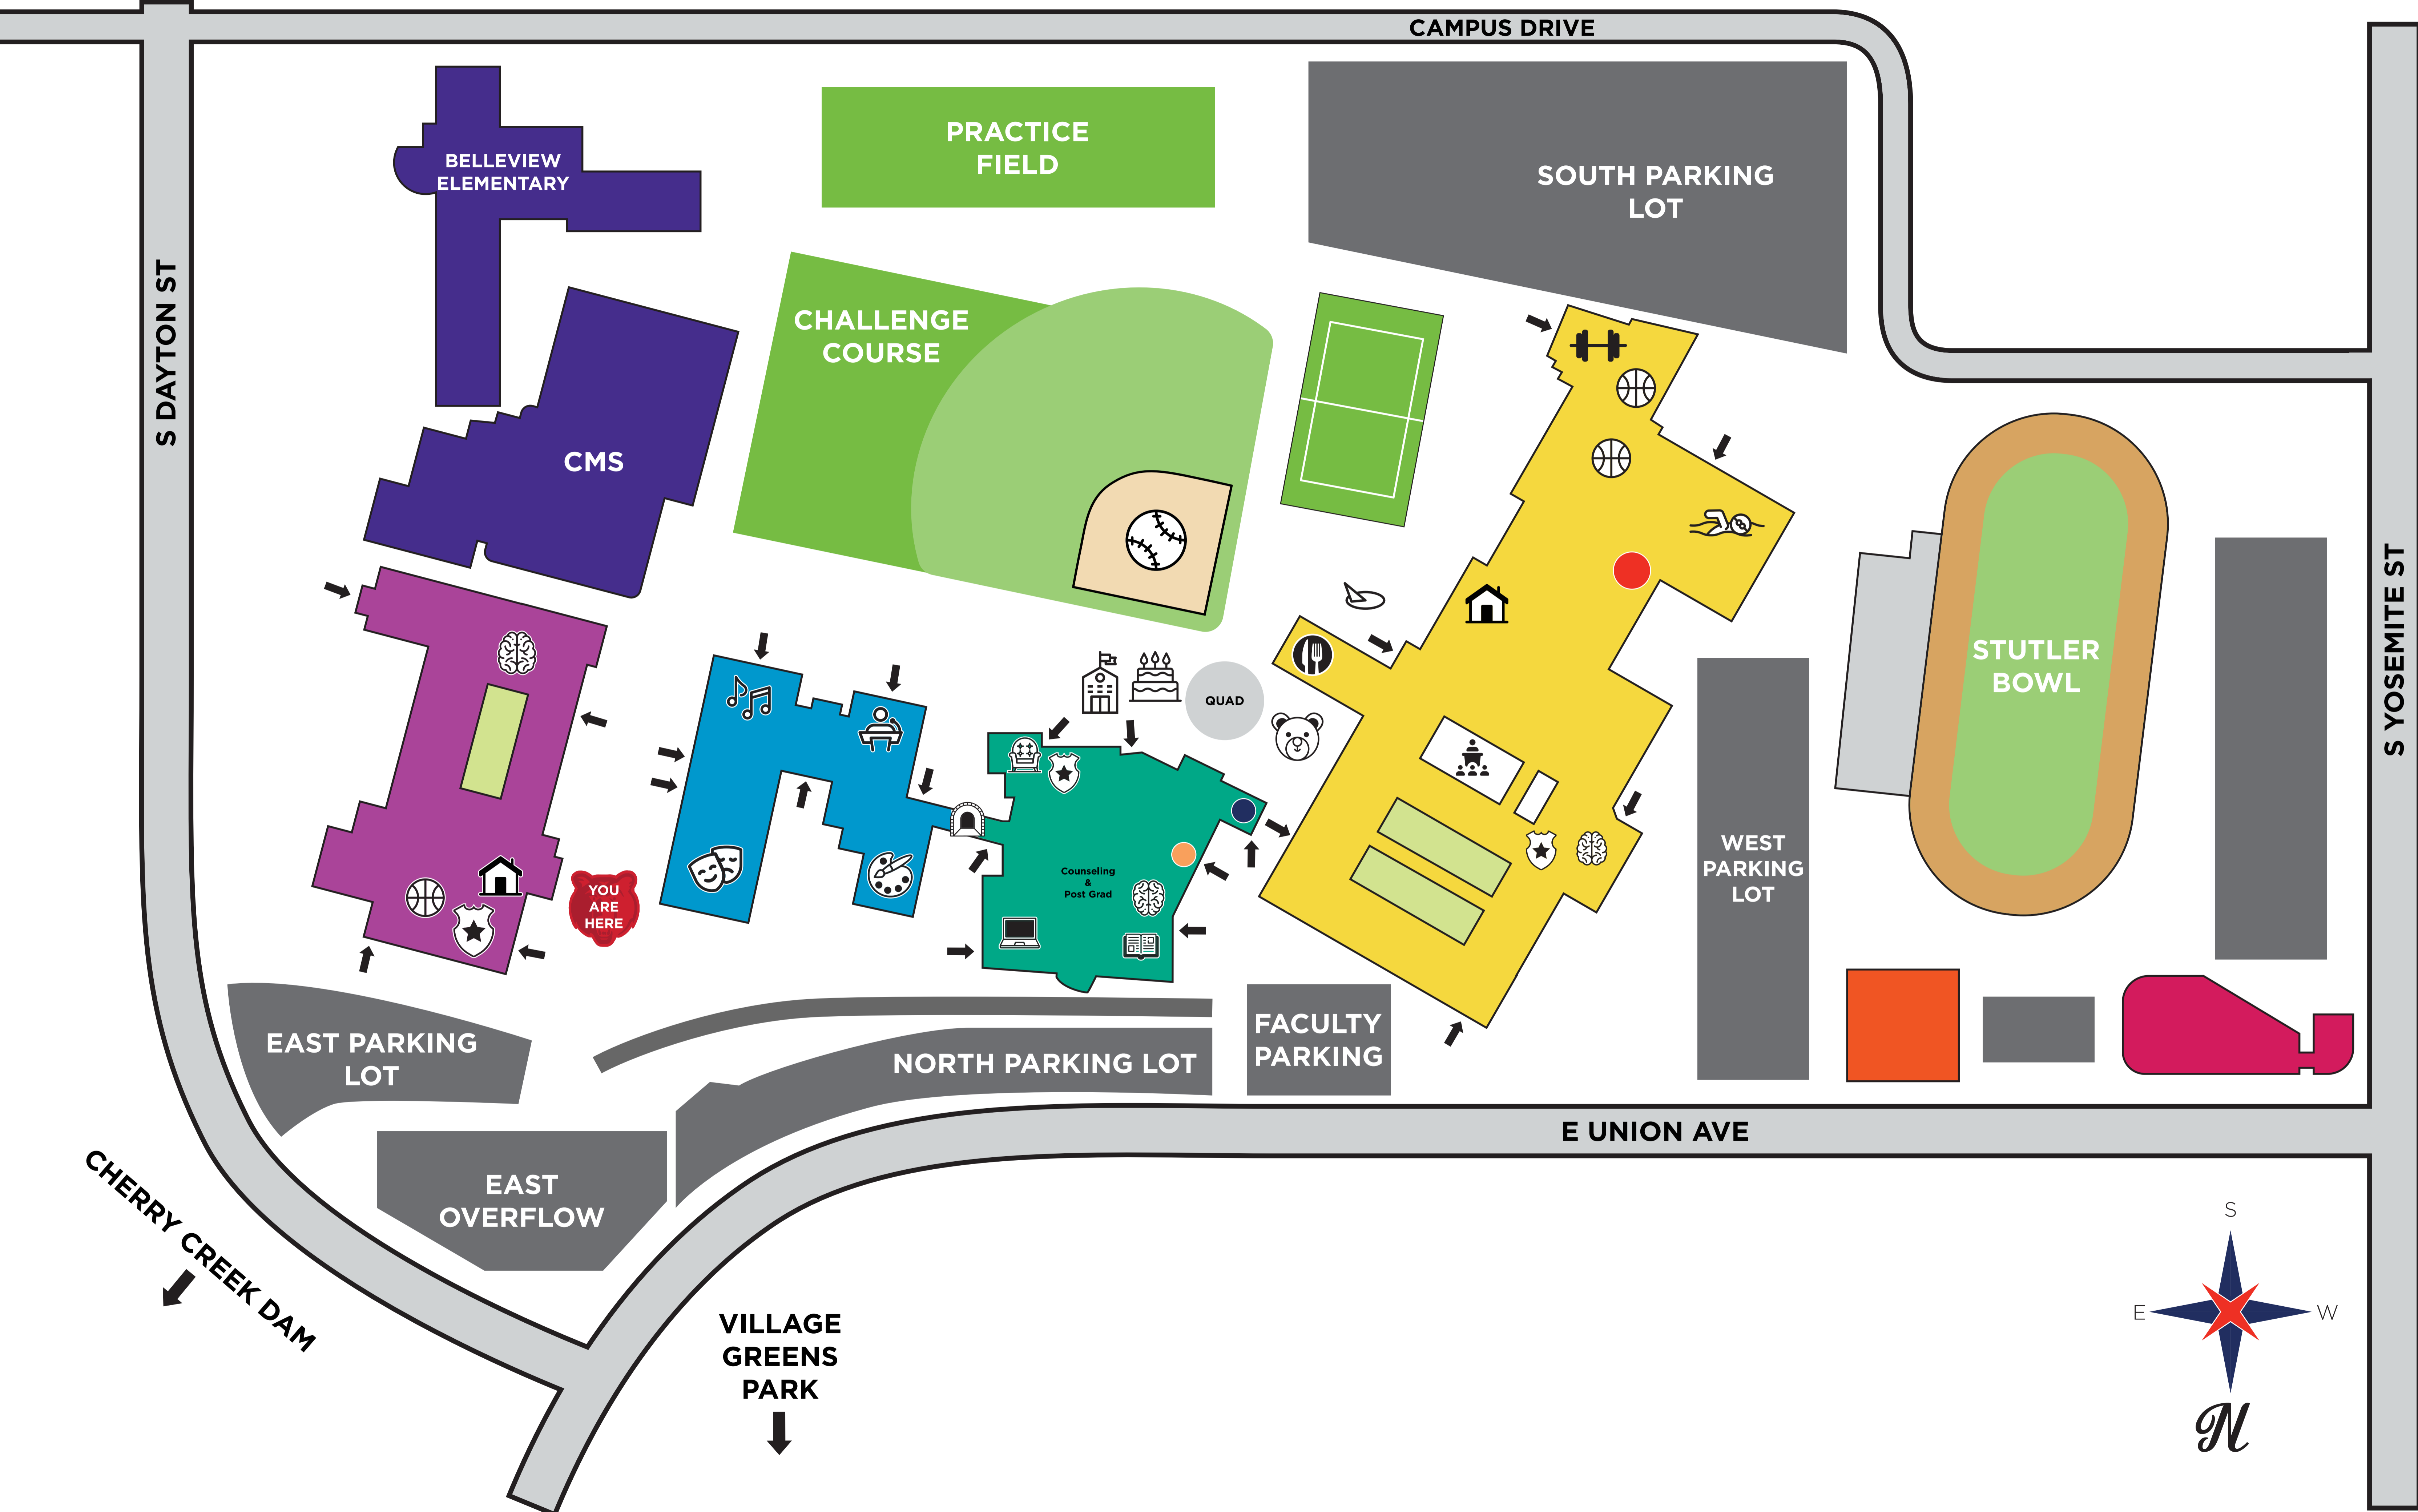 CAMPUS DRIVE
BELLEVIEW
ELEMENTARY
PRACTICE
FIELD
SOUTH PARKING
LOT
S DAYTON ST
CHALLENGE
COURSE
CMS
S YOSEMITE ST
STUTLER
BOWL
QUAD
YOU
ARE
HERE
Counseling
&
Post Grad
WEST
PARKING
LOT
EAST PARKING
LOT
NORTH PARKING LOT
FACULTY
PARKING
E UNION AVE
EAST
OVERFLOW
CHERRY CREEK DAM
VILLAGE
GREENS
PARK
S
E
W
N